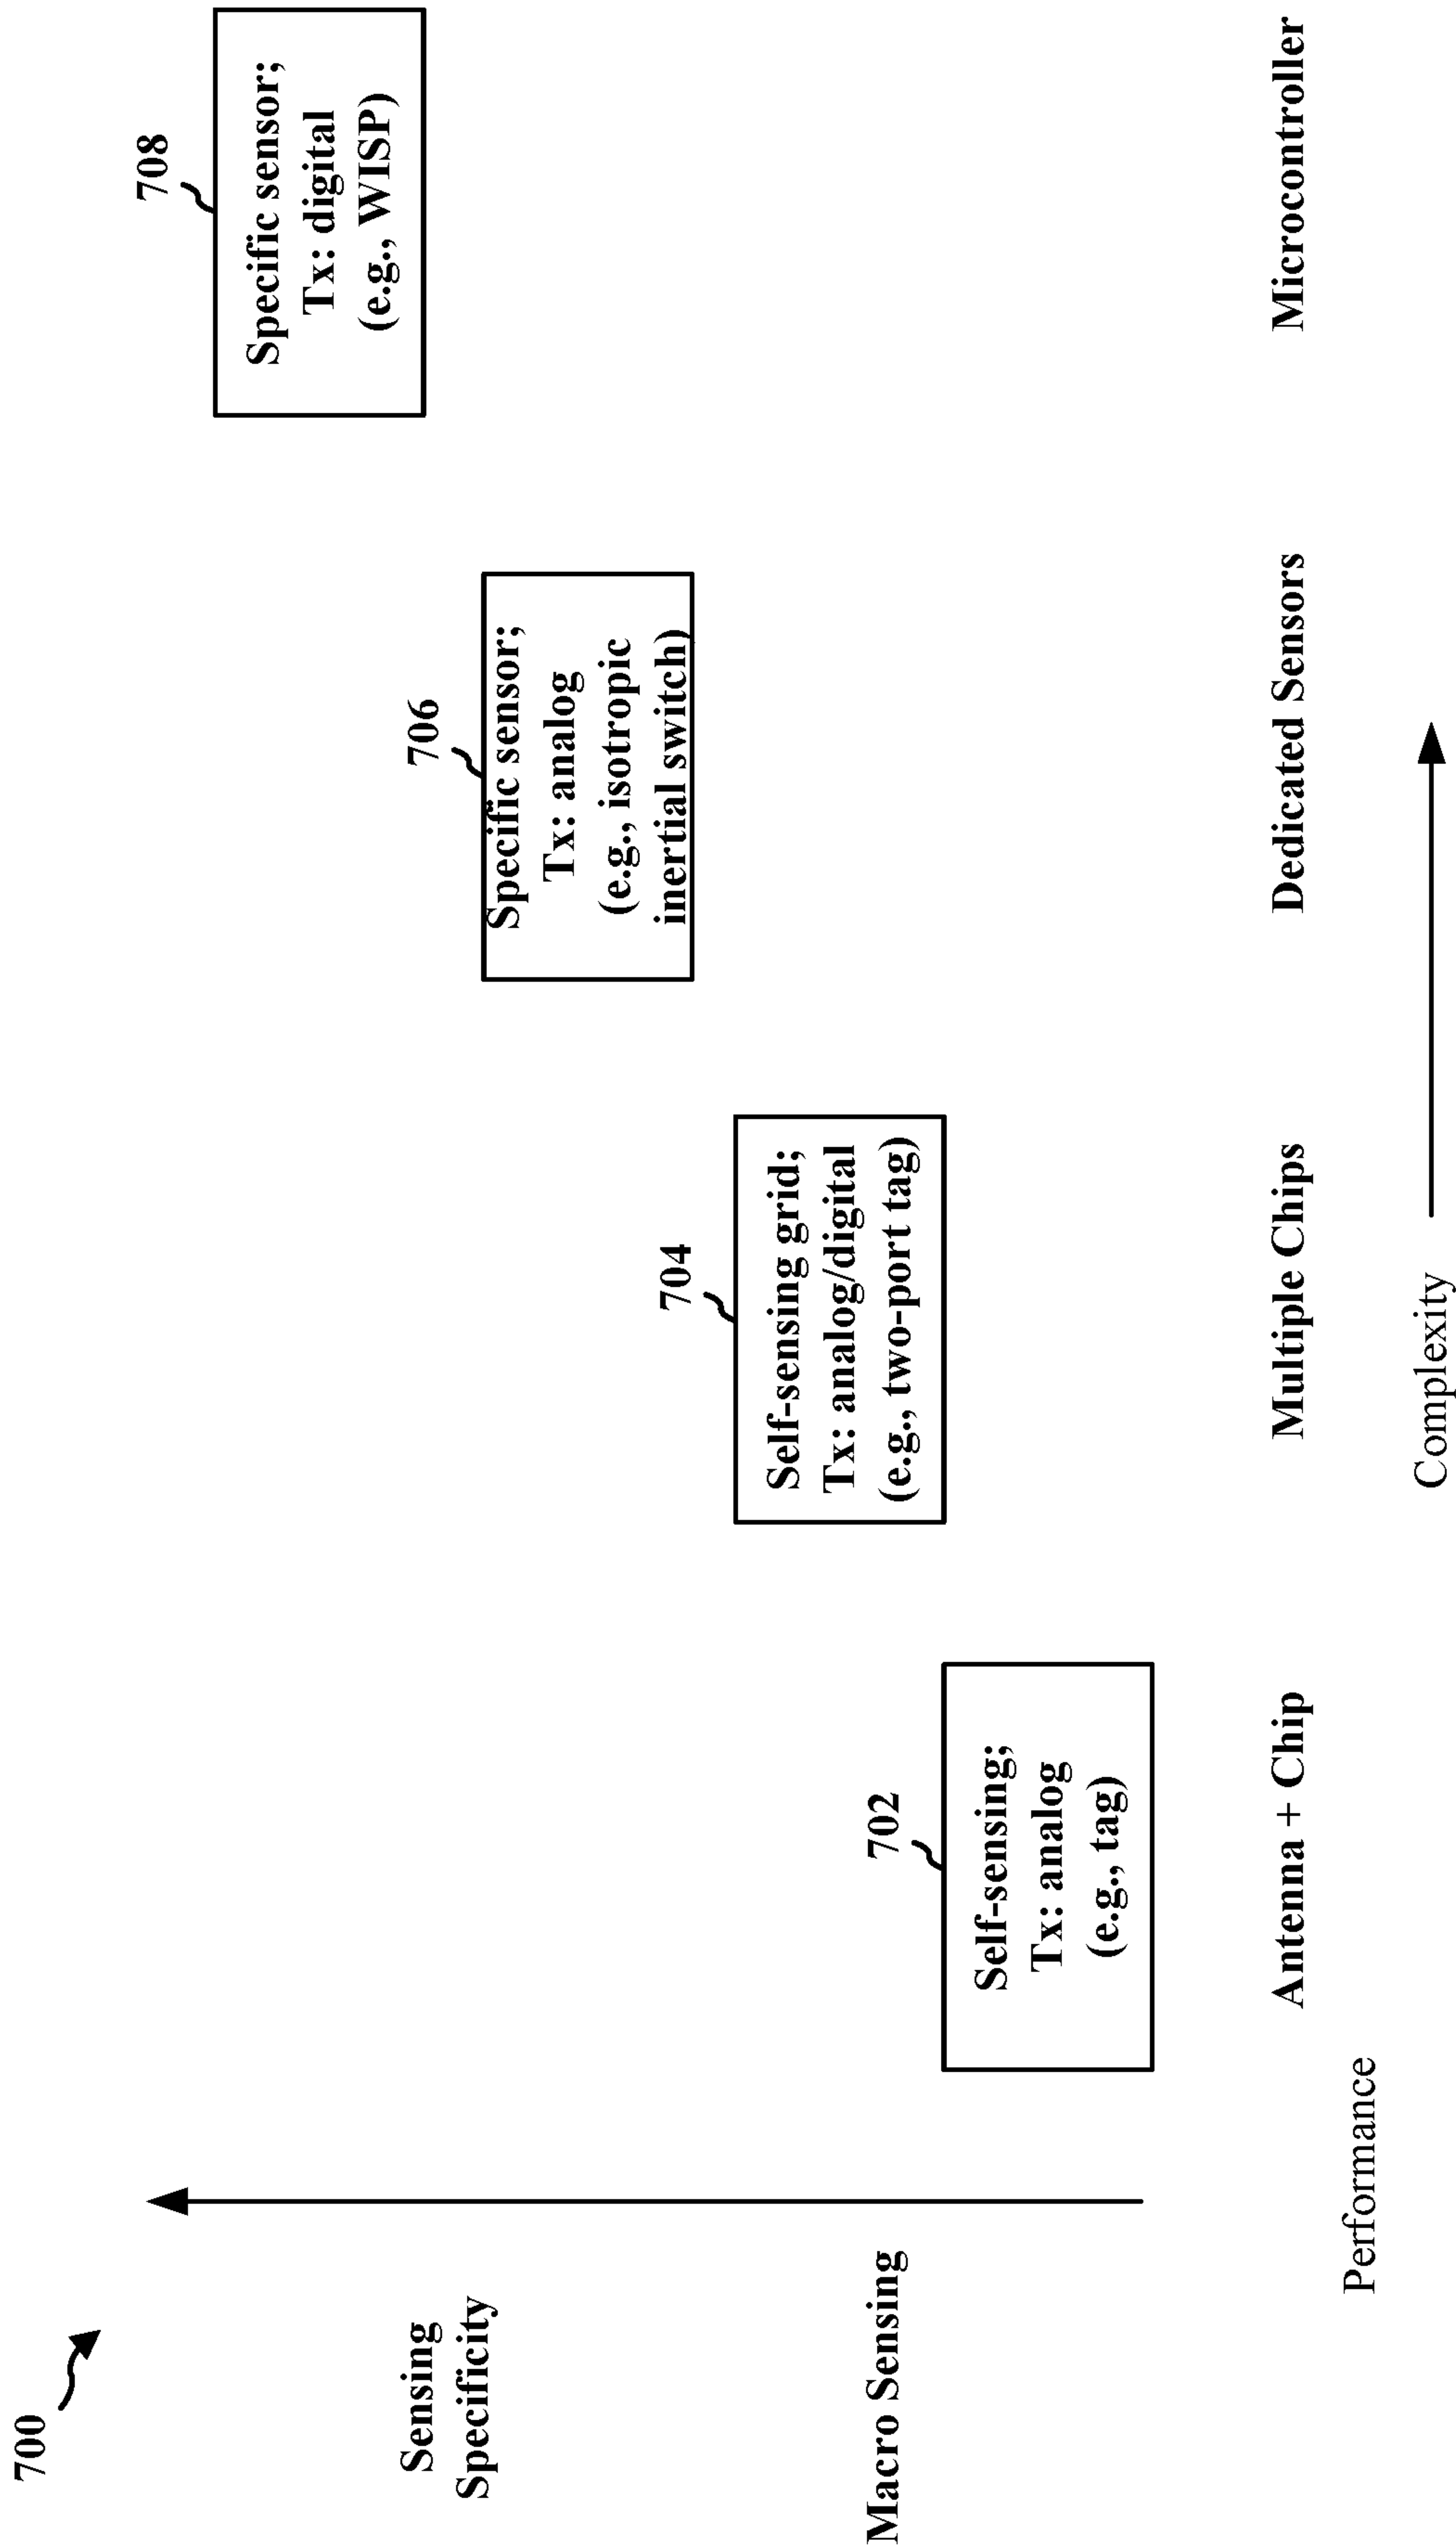 700
Sensing
Specificity
Macro Sensing
Performance
702
Self-sensing;
Tx: analog
(e.g., tag)
704
Self-sensing grid;
Tx: analog/digital
(e.g., two-port tag)
706
Specific sensor;
Tx: analog
(e.g., isotropic
inertial switch)
708
Specific sensor;
Tx: digital
(e.g., WISP)
Antenna + Chip
Multiple Chips
Dedicated Sensors
Microcontroller
Complexity